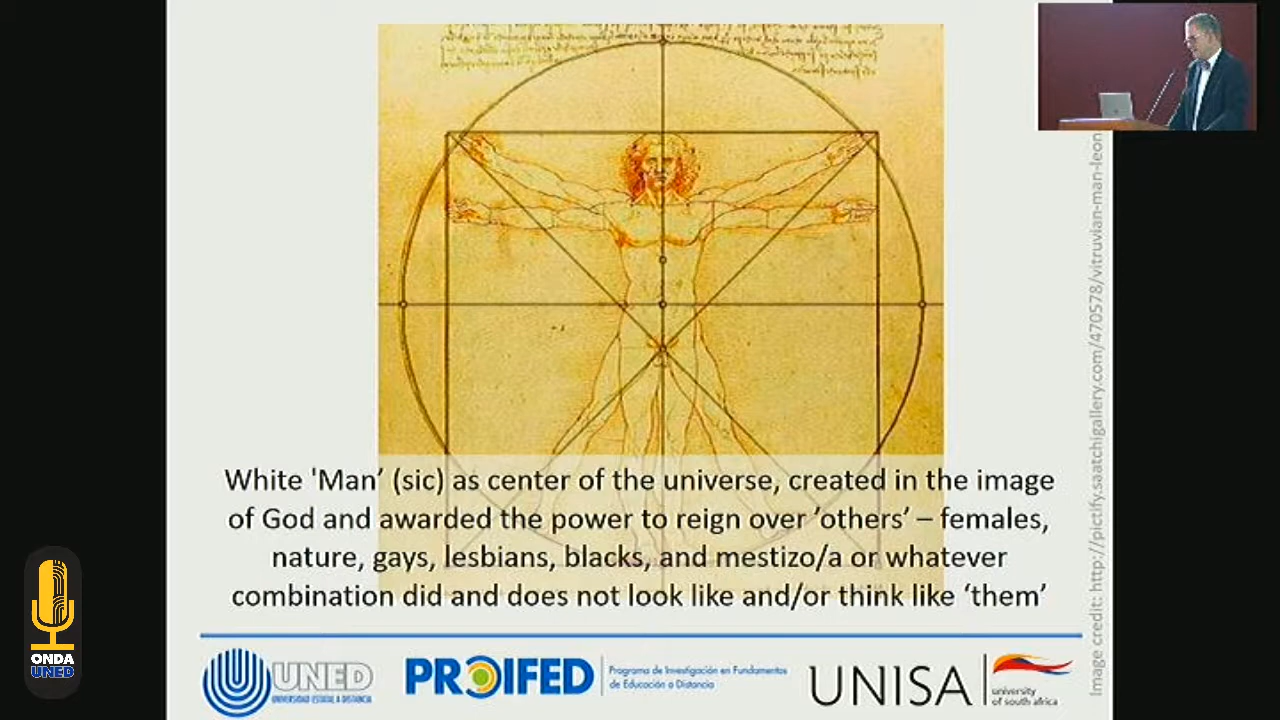 White 'Man' (sic) as center of the universe, created in the image
of God and awarded the power to reign over 'others' – females,
nature, gays, lesbians, blacks, and mestizo/a or whatever
combination did and does not look like and/or think like 'them'
Image credit: http://pictify.saatchigallery.com/470578/vitruvian-man-leon
ONDA
UNED
UNED
UNIVERSIDAD ESTATAL A DISTANCIA
PROIFED
Programa de Investigación en Fundamentos
de Educación a Distancia
UNISA
university
of south africa